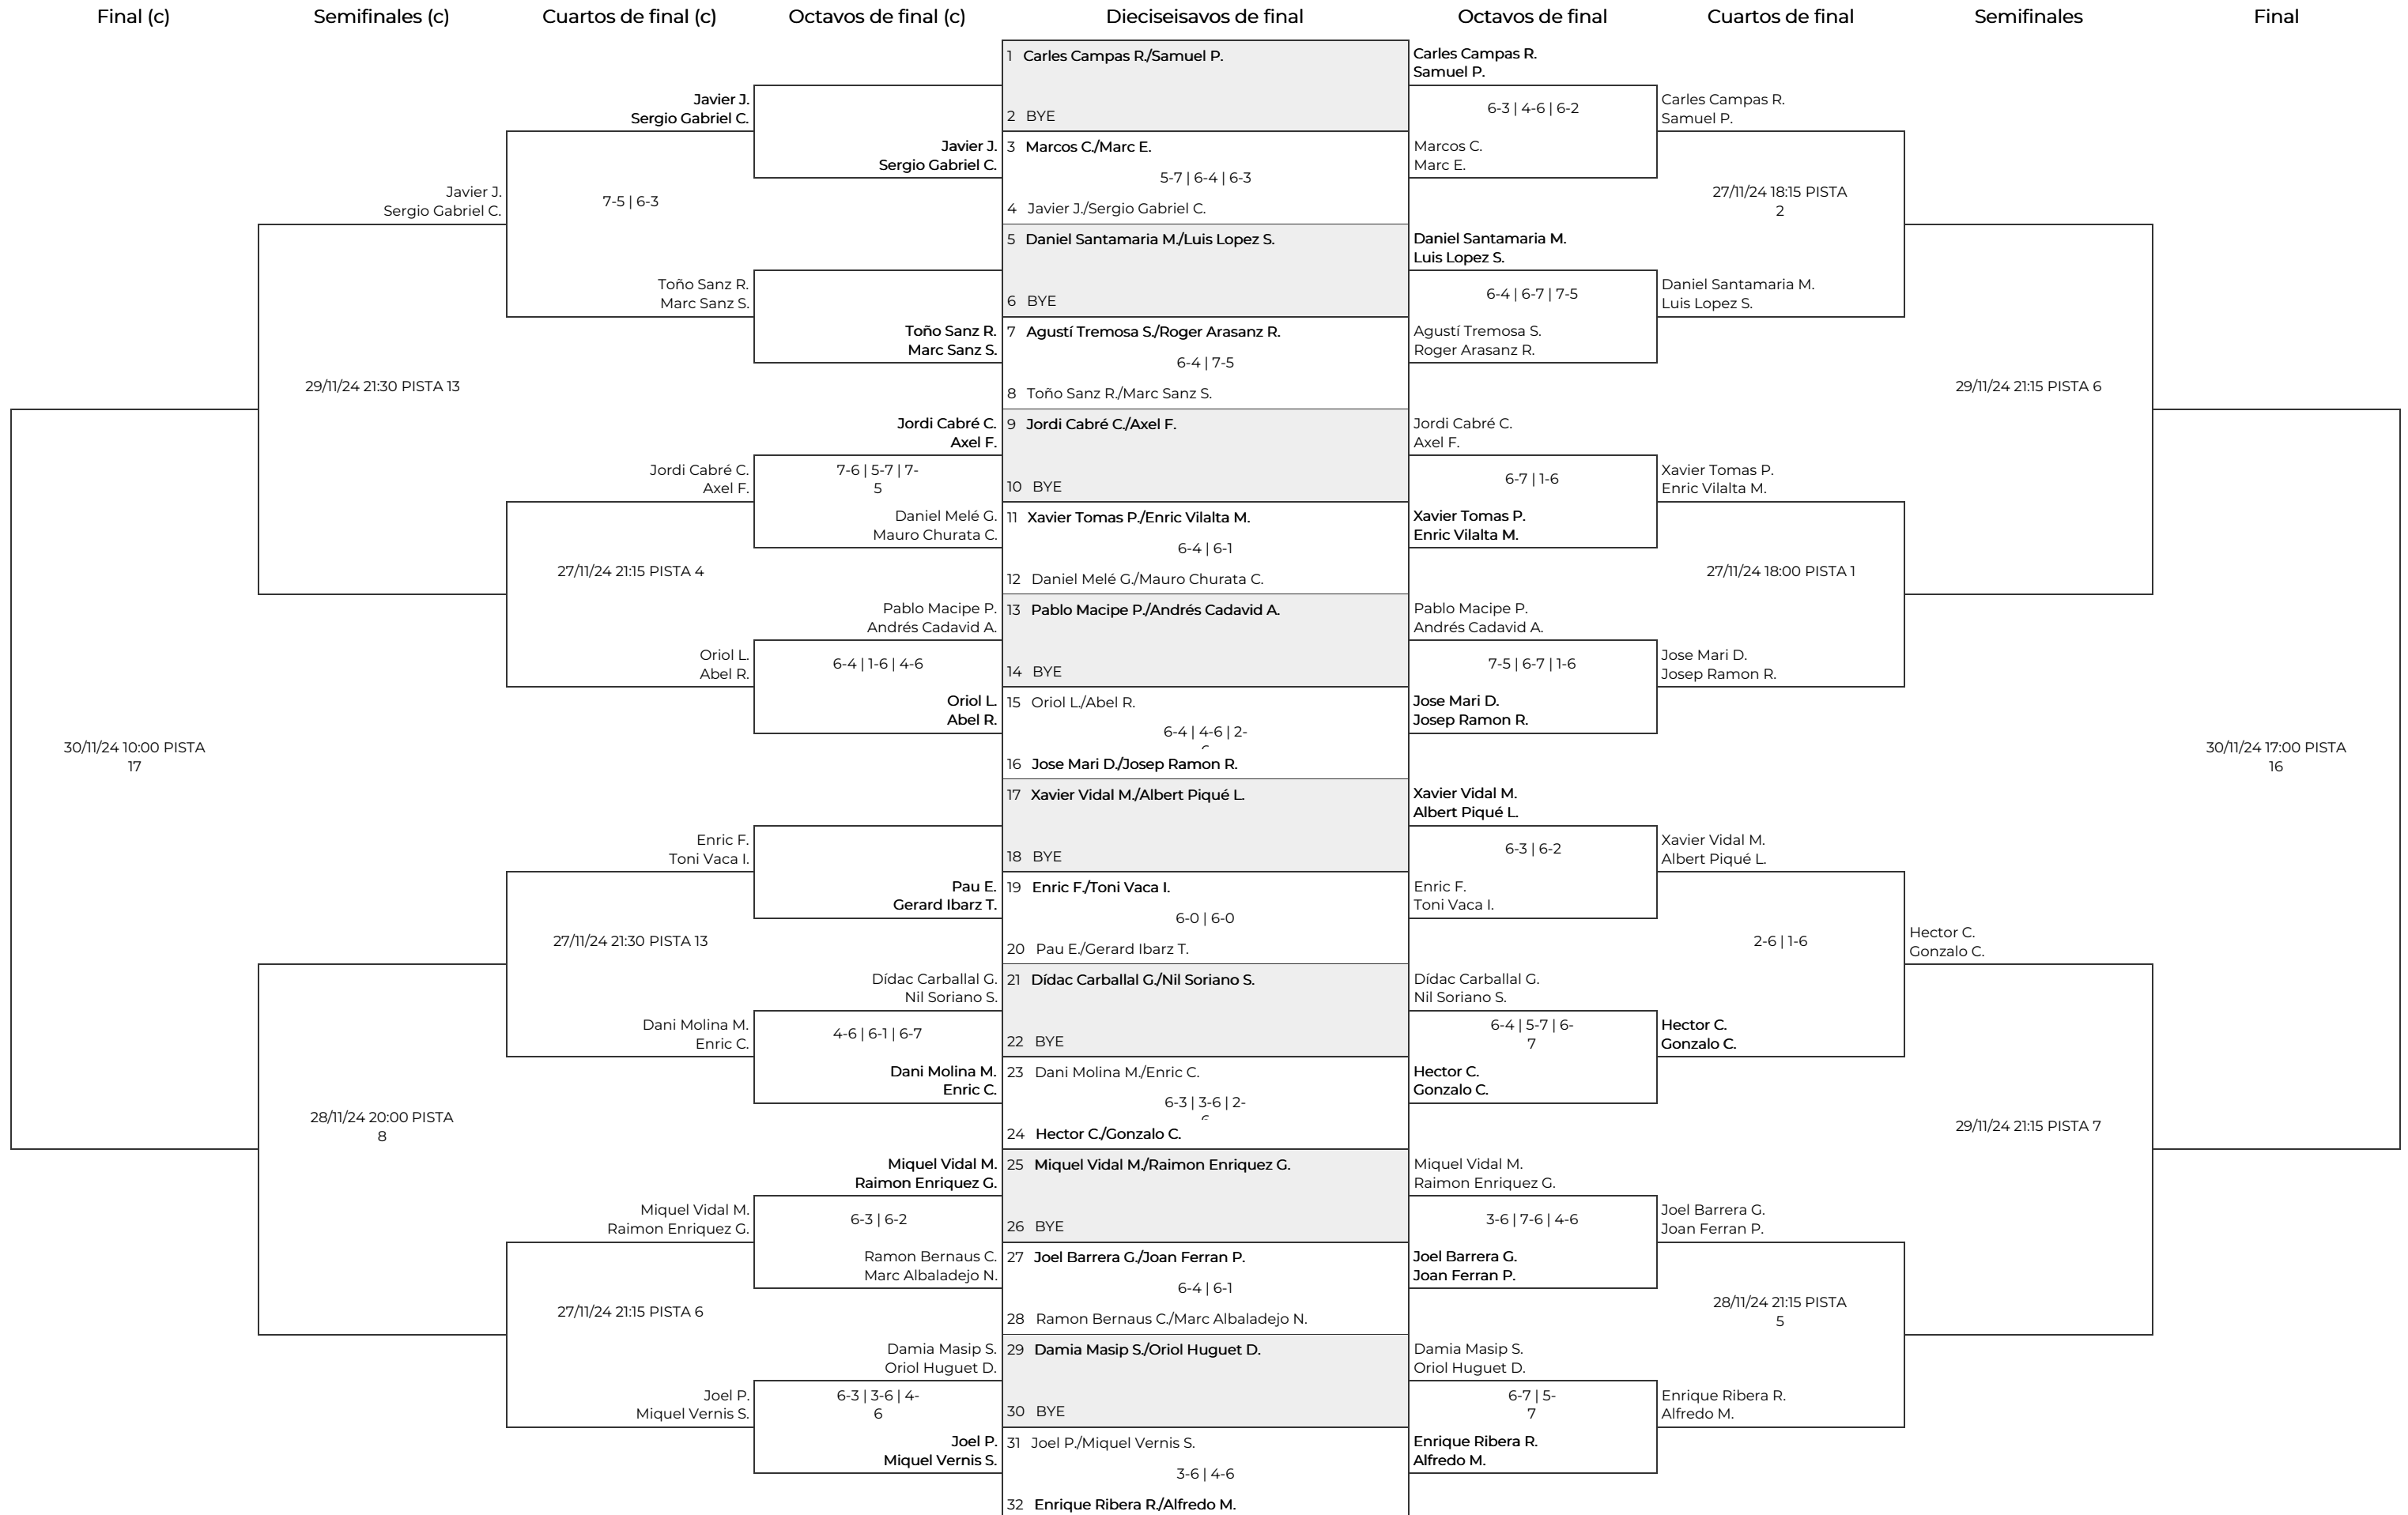 Final (c)
Semifinales (c)
Cuartos de final (c)
Octavos de final (c)
Dieciseisavos de final
Octavos de final
Cuartos de final
Semifinales
Final
30/11/24 10:00 PISTA
17
Javier J.
Sergio Gabriel C.
29/11/24 21:30 PISTA 13
28/11/24 20:00 PISTA
8
Javier J.
Sergio Gabriel C.
7-5 | 6-3
Toño Sanz R.
Marc Sanz S.
Jordi Cabré C.
Axel F.
27/11/24 21:15 PISTA 4
Oriol L.
Abel R.
Enric F.
Toni Vaca I.
27/11/24 21:30 PISTA 13
Dani Molina M.
Enric C.
Miquel Vidal M.
Raimon Enriquez G.
27/11/24 21:15 PISTA 6
Joel P.
Miquel Vernis S.
Javier J.
Sergio Gabriel C.
Toño Sanz R.
Marc Sanz S.
Jordi Cabré C.
Axel F.
7-6 | 5-7 | 7-
5
Daniel Melé G.
Mauro Churata C.
Pablo Macipe P.
Andrés Cadavid A.
6-4 | 1-6 | 4-6
Oriol L.
Abel R.
Pau E.
Gerard Ibarz T.
Dídac Carballal G.
Nil Soriano S.
4-6 | 6-1 | 6-7
Dani Molina M.
Enric C.
Miquel Vidal M.
Raimon Enriquez G.
6-3 | 6-2
Ramon Bernaus C.
Marc Albaladejo N.
Damia Masip S.
Oriol Huguet D.
6-3 | 3-6 | 4-
6
Joel P.
Miquel Vernis S.
1 Carles Campas R./Samuel P.
2 BYE
3 Marcos C./Marc E.
5-7 | 6-4 | 6-3
4 Javier J./Sergio Gabriel C.
5 Daniel Santamaria M./Luis Lopez S.
6 BYE
7 Agustí Tremosa S./Roger Arasanz R.
6-4 | 7-5
8 Toño Sanz R./Marc Sanz S.
9 Jordi Cabré C./Axel F.
10 BYE
11 Xavier Tomas P./Enric Vilalta M.
6-4 | 6-1
12 Daniel Melé G./Mauro Churata C.
13 Pablo Macipe P./Andrés Cadavid A.
14 BYE
15 Oriol L./Abel R.
6-4 | 4-6 | 2-
16 Jose Mari D./Josep Ramon R.
17 Xavier Vidal M./Albert Piqué L.
18 BYE
19 Enric F./Toni Vaca I.
6-0 | 6-0
20 Pau E./Gerard Ibarz T.
21 Dídac Carballal G./Nil Soriano S.
22 BYE
23 Dani Molina M./Enric C.
6-3 | 3-6 | 2-
24 Hector C./Gonzalo C.
25 Miquel Vidal M./Raimon Enriquez G.
26 BYE
27 Joel Barrera G./Joan Ferran P.
6-4 | 6-1
28 Ramon Bernaus C./Marc Albaladejo N.
29 Damia Masip S./Oriol Huguet D.
30 BYE
31 Joel P./Miquel Vernis S.
3-6 | 4-6
32 Enrique Ribera R./Alfredo M.
Carles Campas R.
Samuel P.
6-3 | 4-6 | 6-2
Marcos C.
Marc E.
Daniel Santamaria M.
Luis Lopez S.
6-4 | 6-7 | 7-5
Agustí Tremosa S.
Roger Arasanz R.
Jordi Cabré C.
Axel F.
6-7 | 1-6
Xavier Tomas P.
Enric Vilalta M.
Pablo Macipe P.
Andrés Cadavid A.
7-5 | 6-7 | 1-6
Jose Mari D.
Josep Ramon R.
Xavier Vidal M.
Albert Piqué L.
6-3 | 6-2
Enric F.
Toni Vaca I.
Dídac Carballal G.
Nil Soriano S.
6-4 | 5-7 | 6-
7
Hector C.
Gonzalo C.
Miquel Vidal M.
Raimon Enriquez G.
3-6 | 7-6 | 4-6
Joel Barrera G.
Joan Ferran P.
Damia Masip S.
Oriol Huguet D.
6-7 | 5-
7
Enrique Ribera R.
Alfredo M.
Carles Campas R.
Samuel P.
27/11/24 18:15 PISTA
2
Daniel Santamaria M.
Luis Lopez S.
Xavier Tomas P.
Enric Vilalta M.
27/11/24 18:00 PISTA 1
Jose Mari D.
Josep Ramon R.
Xavier Vidal M.
Albert Piqué L.
2-6 | 1-6
Hector C.
Gonzalo C.
Joel Barrera G.
Joan Ferran P.
28/11/24 21:15 PISTA
5
Enrique Ribera R.
Alfredo M.
29/11/24 21:15 PISTA 6
Hector C.
Gonzalo C.
29/11/24 21:15 PISTA 7
30/11/24 17:00 PISTA
16